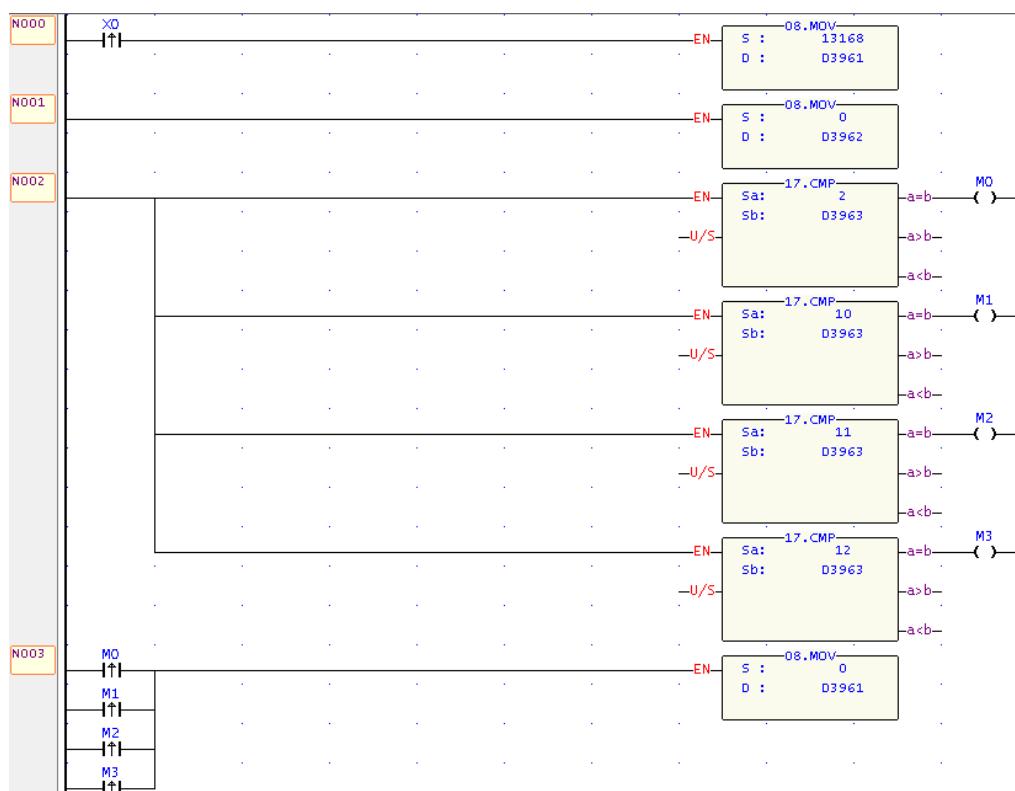 N000
X0
08.MOV
EN
S : 13168
D : D3961
N001
08.MOV
EN
S : 0
D : D3962
N002
17.CMP
M0
EN
Sa: 2
a=b
Sb: D3963
U/S
a>b
a<b
17.CMP
M1
EN
Sa: 10
a=b
Sb: D3963
U/S
a>b
a<b
17.CMP
M2
EN
Sa: 11
a=b
Sb: D3963
U/S
a>b
a<b
17.CMP
M3
EN
Sa: 12
a=b
Sb: D3963
U/S
a>b
a<b
N003
M0
08.MOV
EN
S : 0
D : D3961
M1
M2
M3